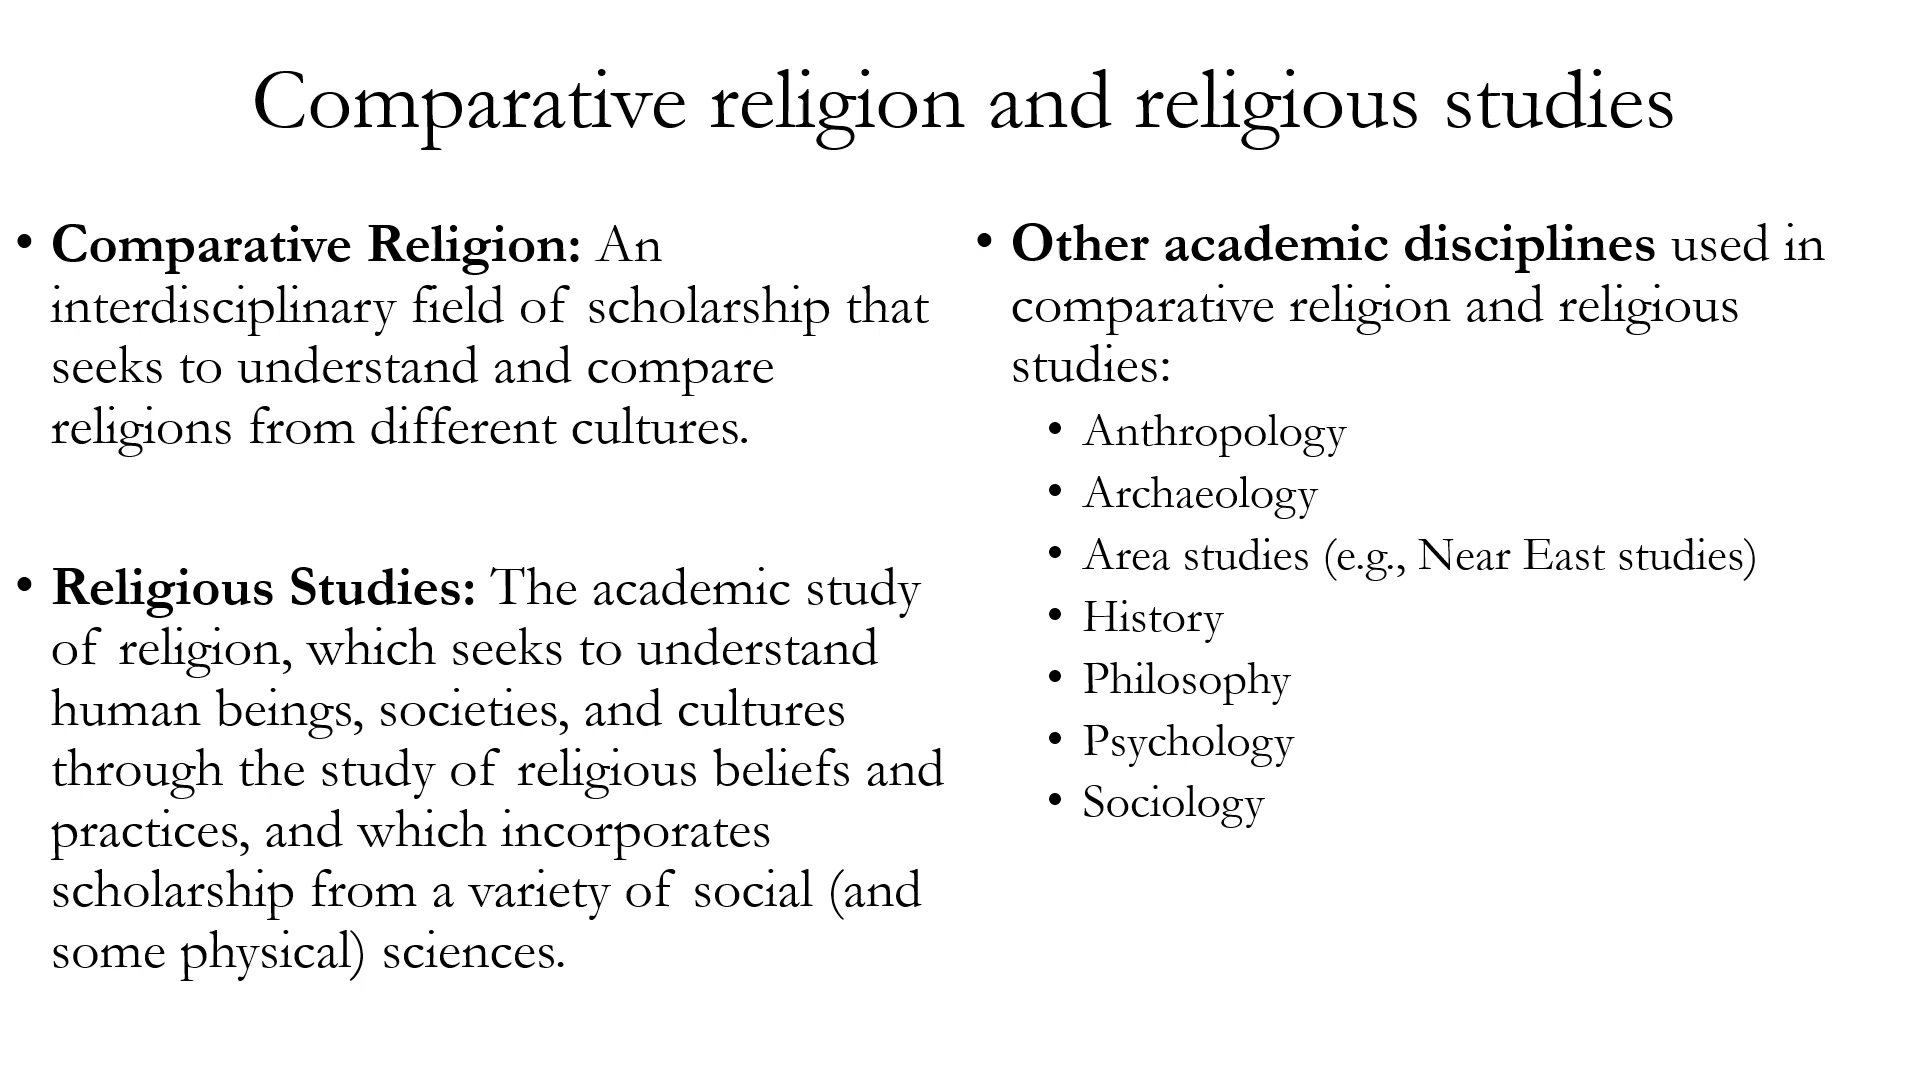 Comparative religion and religious studies
• Comparative Religion: An
interdisciplinary field of scholarship that
seeks to understand and compare
religions from different cultures.
• Religious Studies: The academic study
of religion, which seeks to understand
human beings, societies, and cultures
through the study of religious beliefs and
practices, and which incorporates
scholarship from a variety of social (and
some physical) sciences.
• Other academic disciplines used in
comparative religion and religious
studies:
• Anthropology
• Archaeology
• Area studies (e.g., Near East studies)
• History
• Philosophy
• Psychology
• Sociology